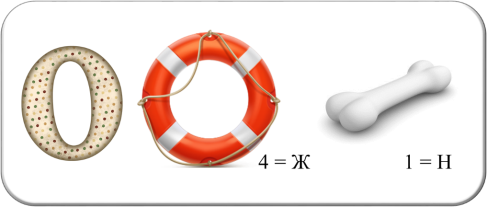 О
4 = Ж 1 = Н